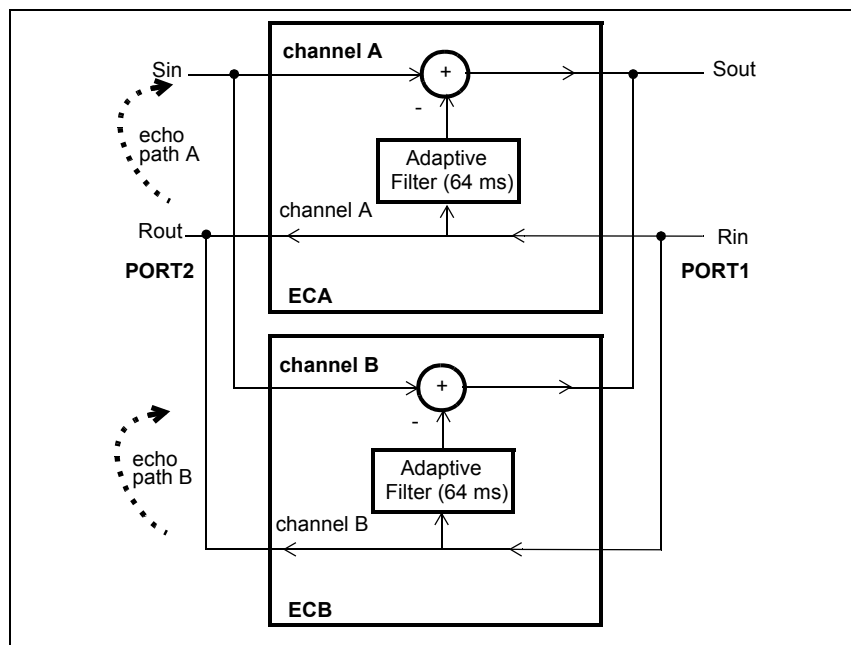 channel A
Sin
+
Sout
-
echo
path A
Adaptive
Filter (64 ms)
channel A
Rout
Rin
PORT2
PORT1
ECA
channel B
+
-
echo
path B
Adaptive
Filter (64 ms)
channel B
ECB